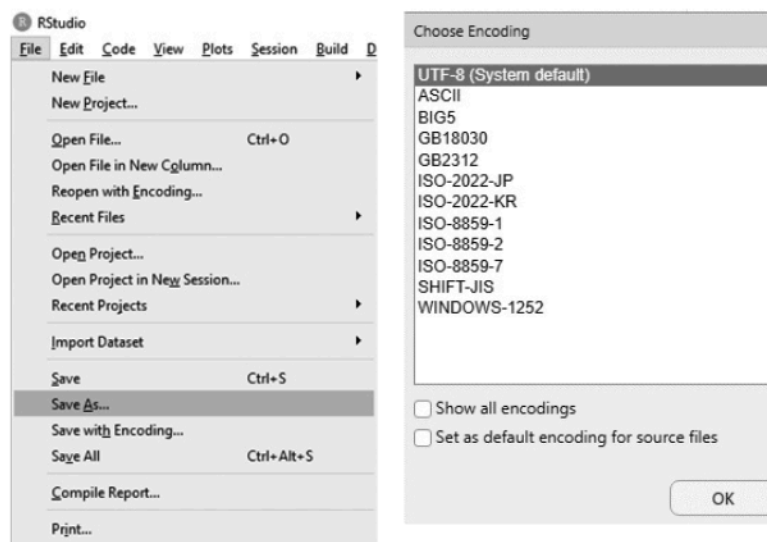 R RStudio
File Edit Code View Plots Session Build D
New File
New Project...
Open File... Ctrl+O
Open File in New Column...
Reopen with Encoding...
Recent Files
Open Project...
Open Project in New Session...
Recent Projects
Import Dataset
Save Ctrl+S
Save As...
Save with Encoding...
Save All Ctrl+Alt+S
Compile Report...
Print...
Choose Encoding
UTF-8 (System default)
ASCII
BIG5
GB18030
GB2312
ISO-2022-JP
ISO-2022-KR
ISO-8859-1
ISO-8859-2
ISO-8859-7
SHIFT-JIS
WINDOWS-1252
Show all encodings
Set as default encoding for source files
OK